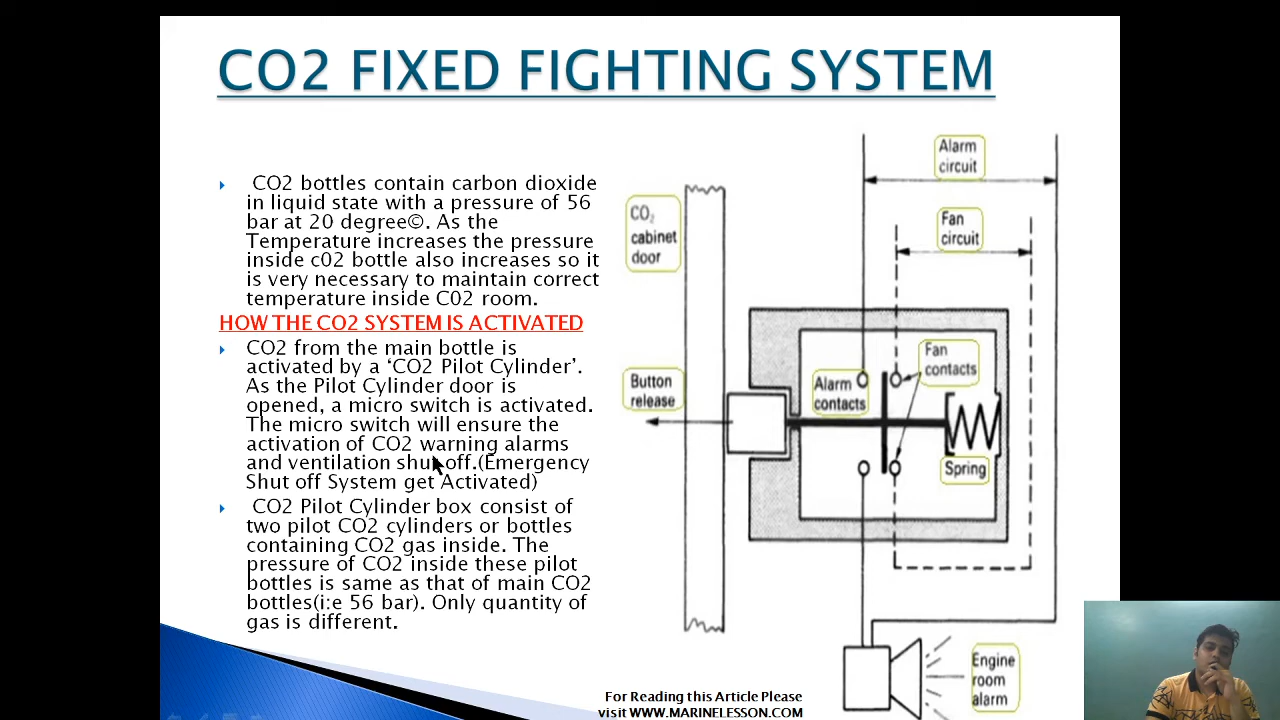 CO2 FIXED FIGHTING SYSTEM
CO2 bottles contain carbon dioxide
in liquid state with a pressure of 56
bar at 20 degree©. As the
Temperature increases the pressure
inside c02 bottle also increases so it
is very necessary to maintain correct
temperature inside C02 room.
HOW THE CO2 SYSTEM IS ACTIVATED
CO2 from the main bottle is
activated by a ‘CO2 Pilot Cylinder’.
As the Pilot Cylinder door is
opened, a micro switch is activated.
The micro switch will ensure the
activation of CO2 warning alarms
and ventilation shut off.(Emergency
Shut off System get Activated)
CO2 Pilot Cylinder box consist of
two pilot CO2 cylinders or bottles
containing CO2 gas inside. The
pressure of CO2 inside these pilot
bottles is same as that of main CO2
bottles(i:e 56 bar). Only quantity of
gas is different.
Alarm
circuit
CO₂
cabinet
door
Fan
circuit
Fan
contacts
Button
release
Alarm
contacts
Spring
Engine
room
alarm
For Reading this Article Please
visit WWW.MARINELESSON.COM